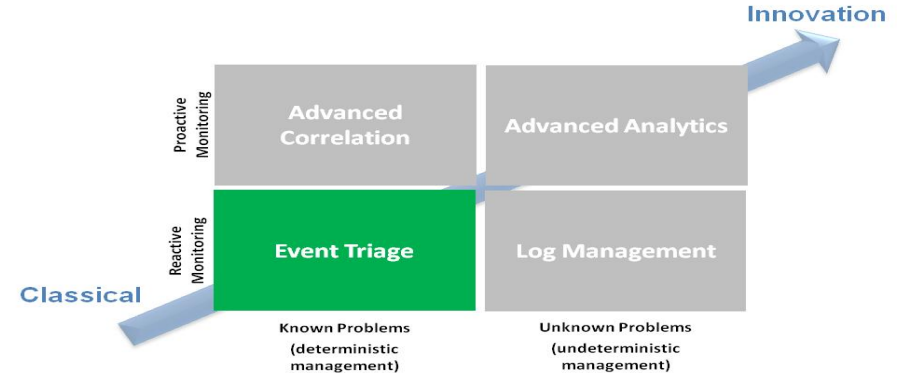 Innovation
Proactive
Monitoring
Advanced
Correlation
Advanced Analytics
Reactive
Monitoring
Event Triage
Log Management
Classical
Known Problems
(deterministic
management)
Unknown Problems
(undeterministic
management)